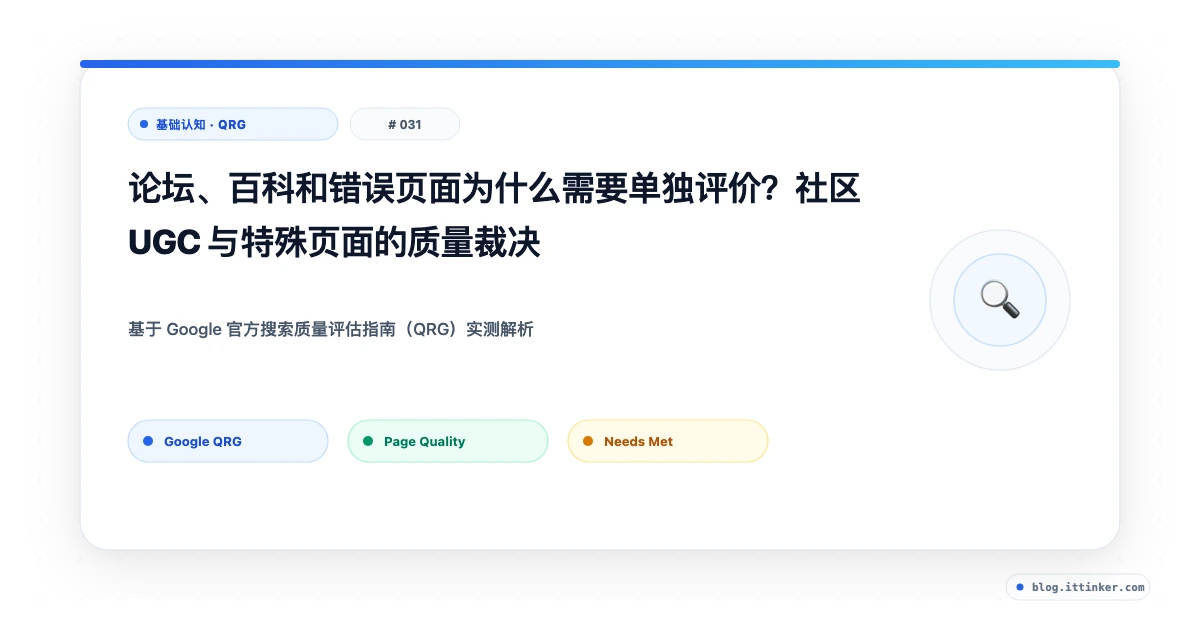 基础认知 · QRG
# 031
论坛、百科和错误页面为什么需要单独评价？社区
UGC 与特殊页面的质量裁决
基于 Google 官方搜索质量评估指南（QRG）实测解析
Google QRG
Page Quality
Needs Met
blog.ittinker.com